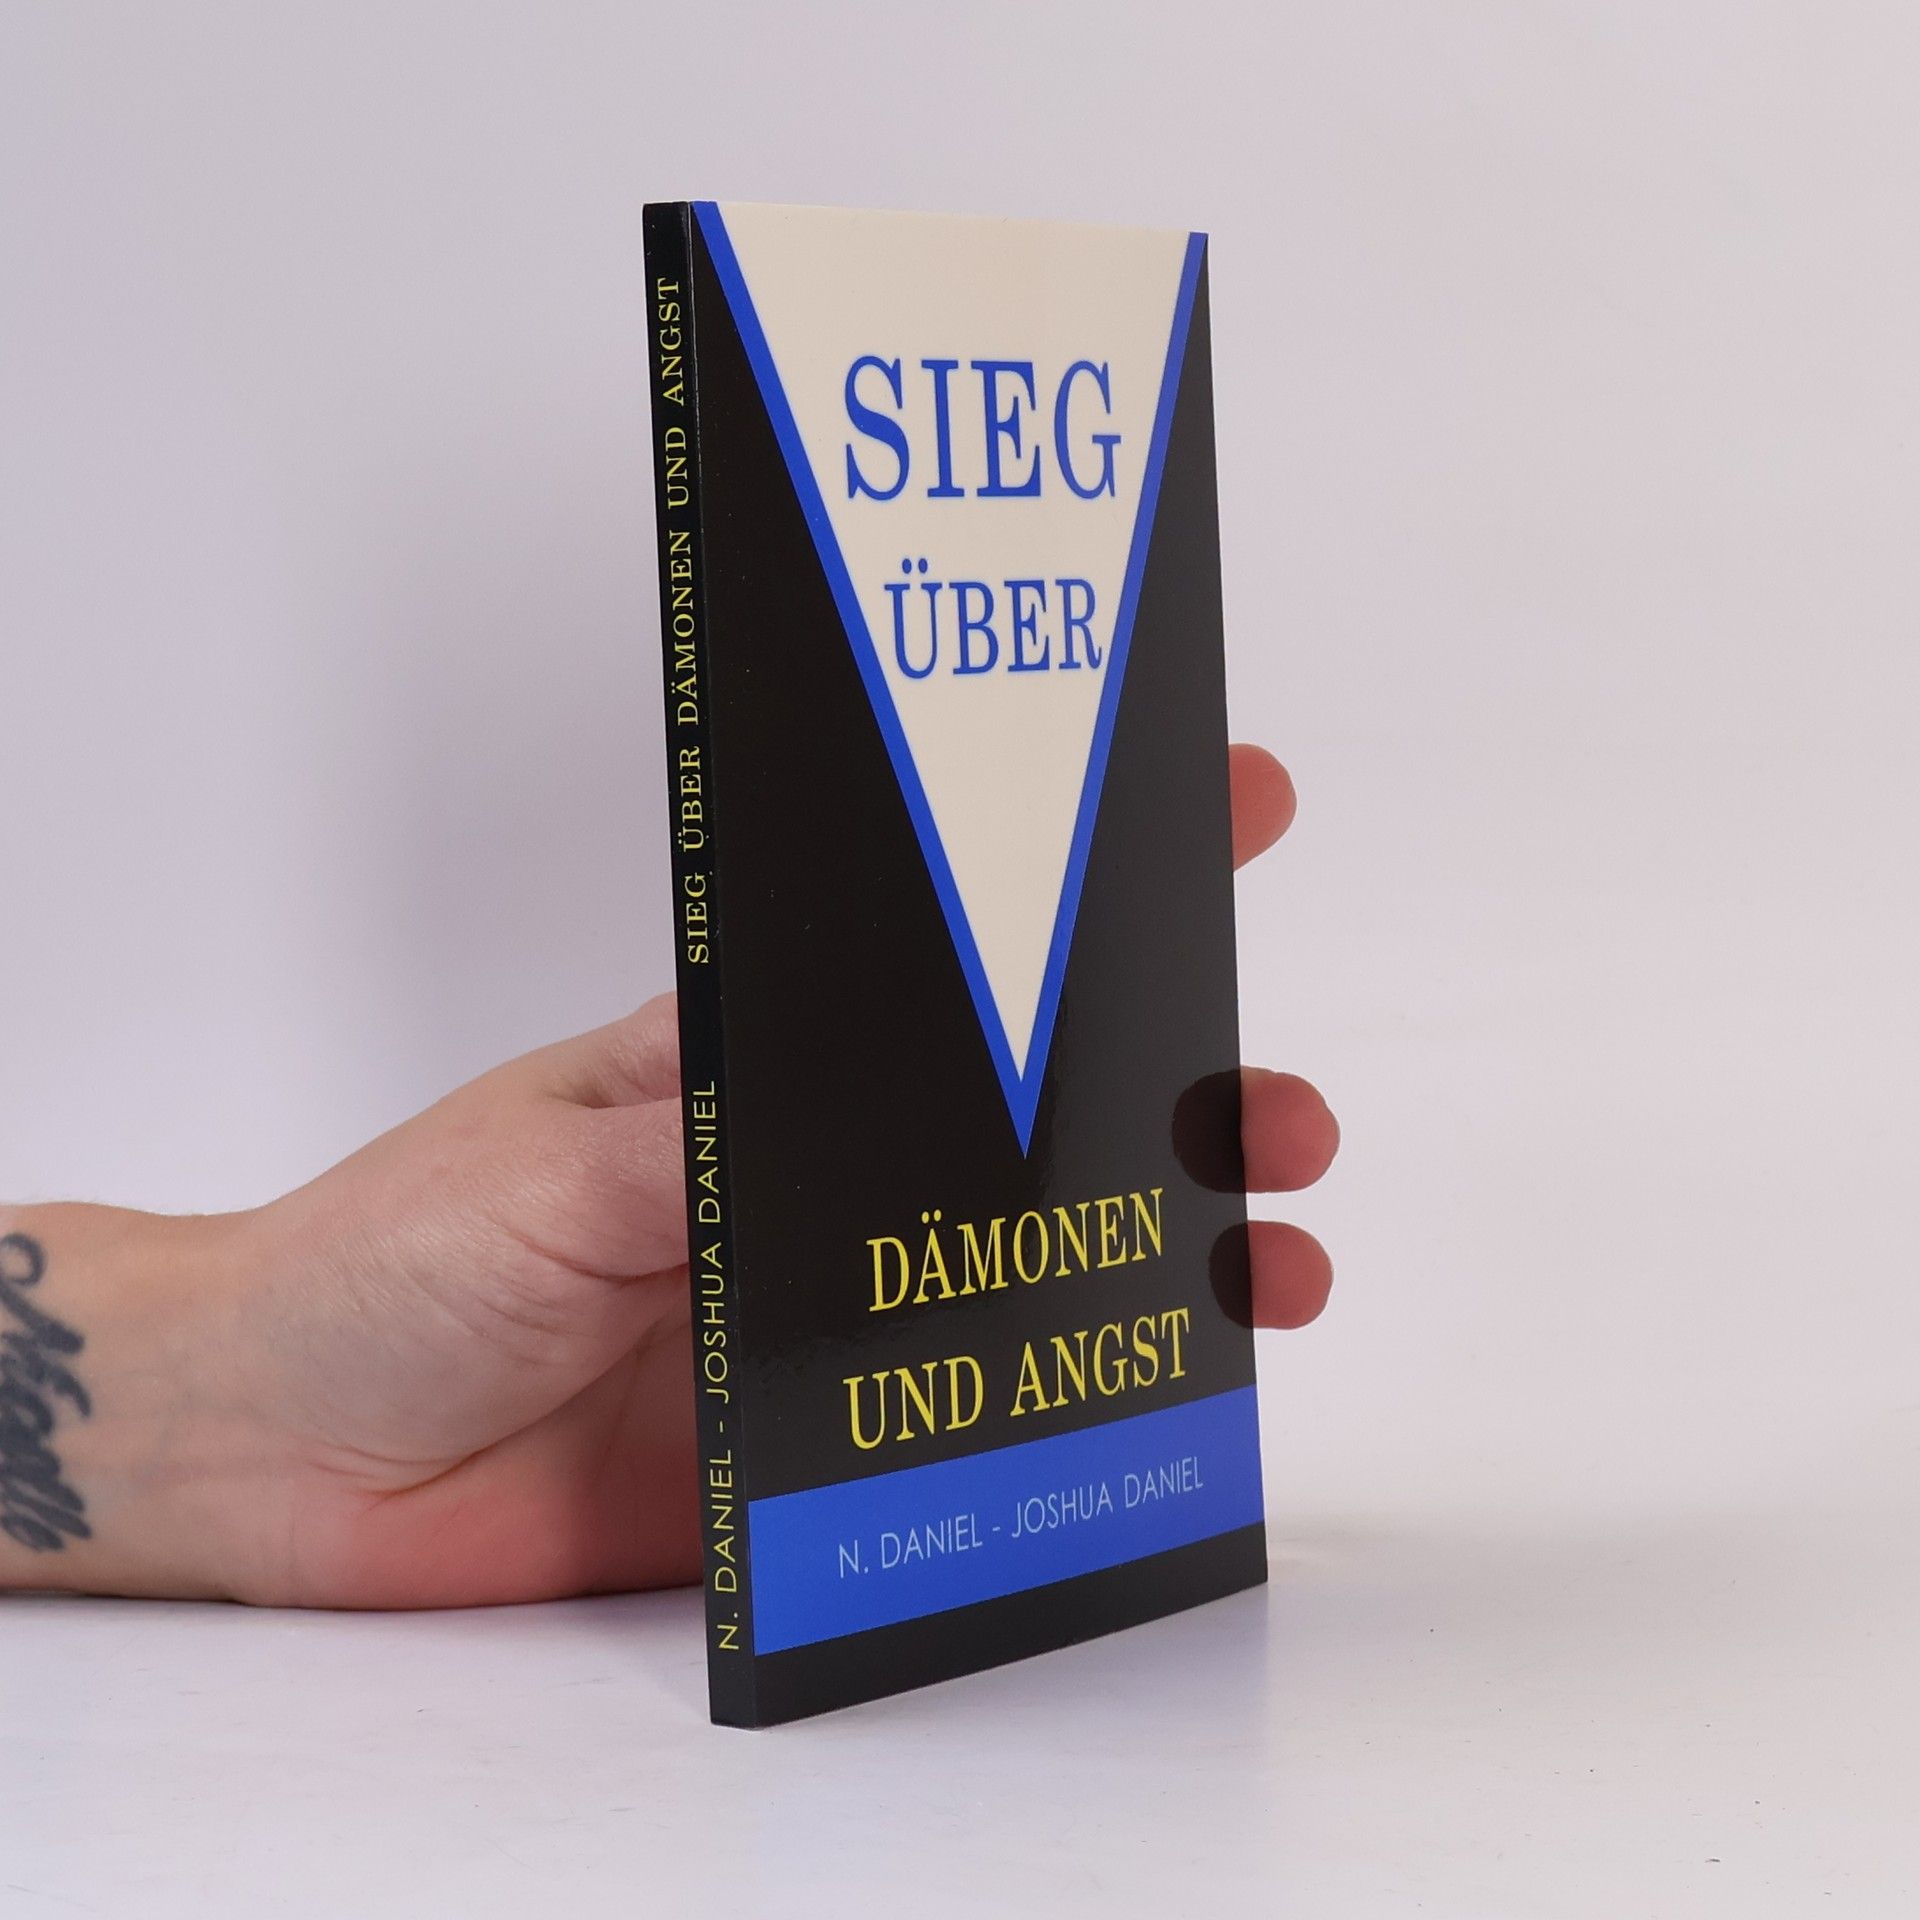 SIEG
ÜBER
DÄMONEN
UND ANGST
N. DANIEL - JOSHUA DANIEL
N. DANIEL - JOSHUA DANIEL SIEG ÜBER DÄMONEN UND ANGST